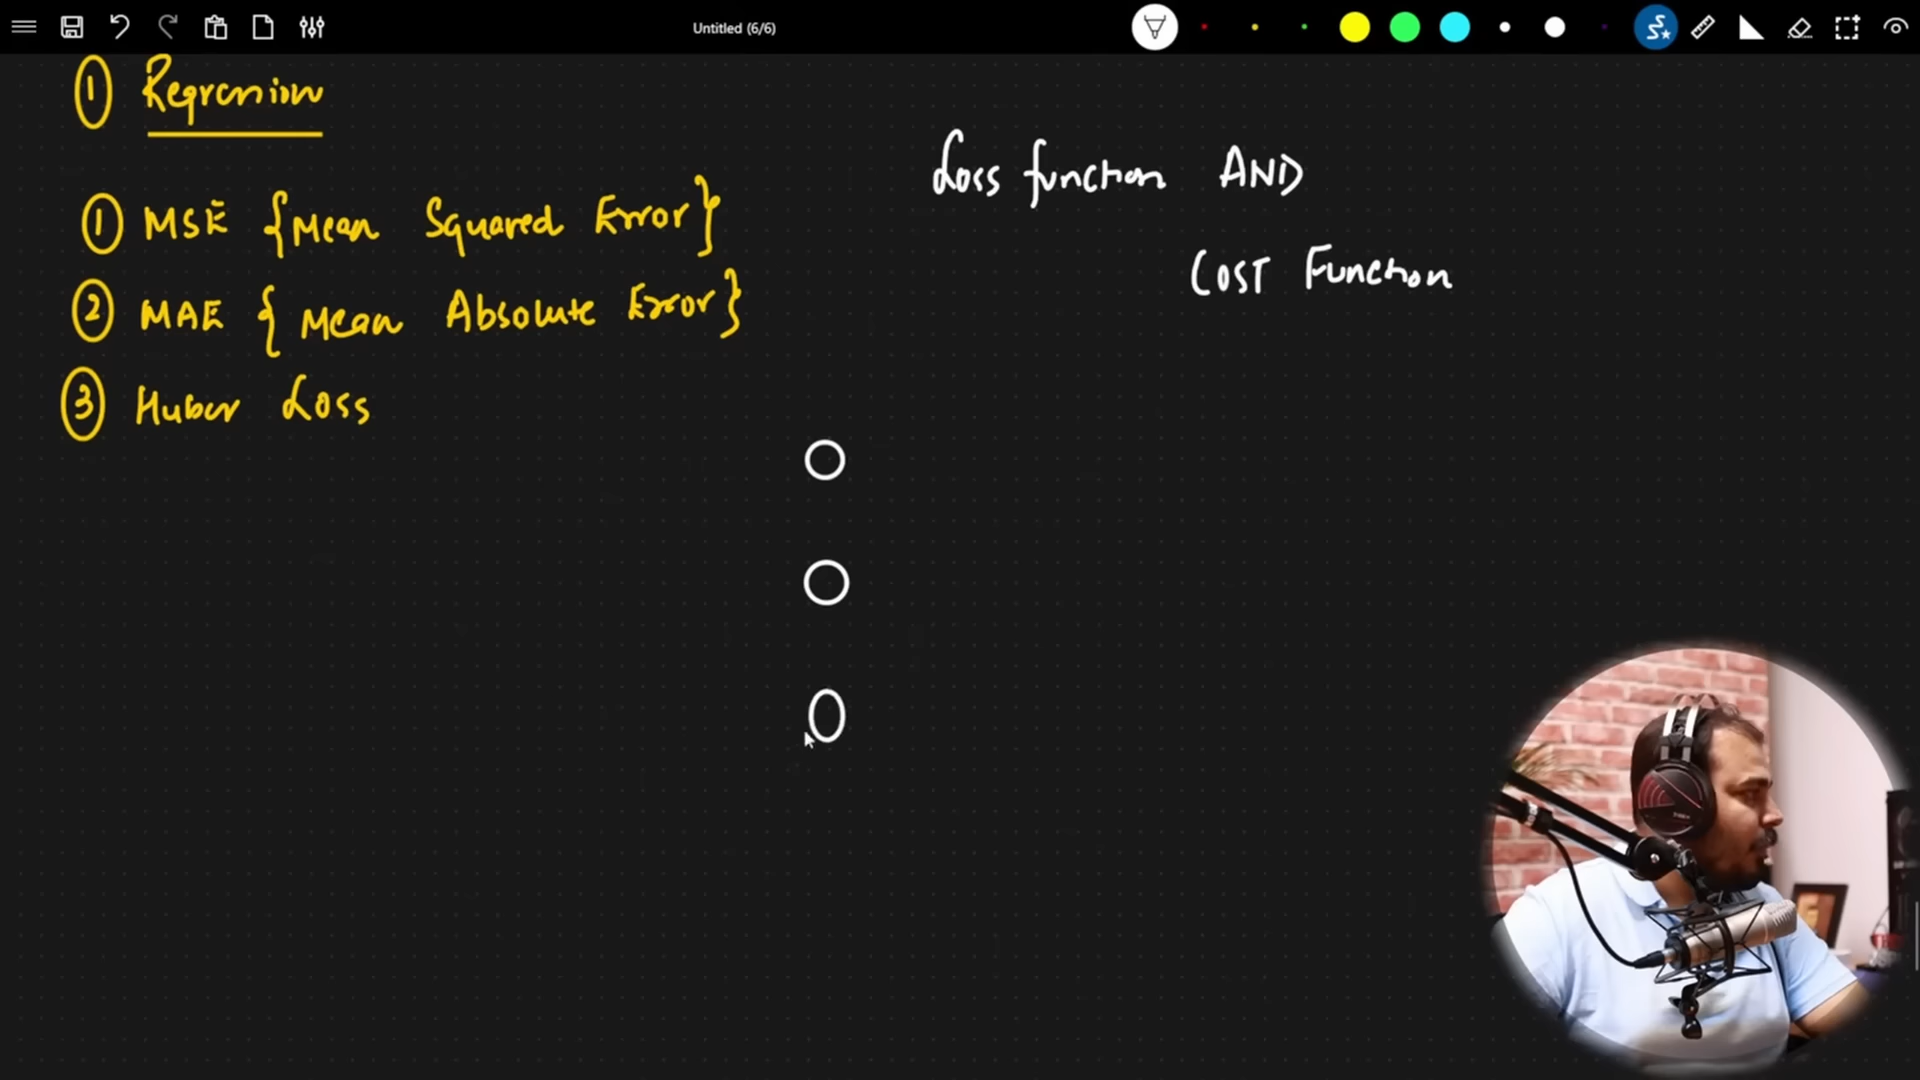 Untitled (6/6)
① Regression
① MSE {Mean Squared Error}
② MAE {Mean Absolute Error}
③ Huber Loss
Loss function AND
COST Function